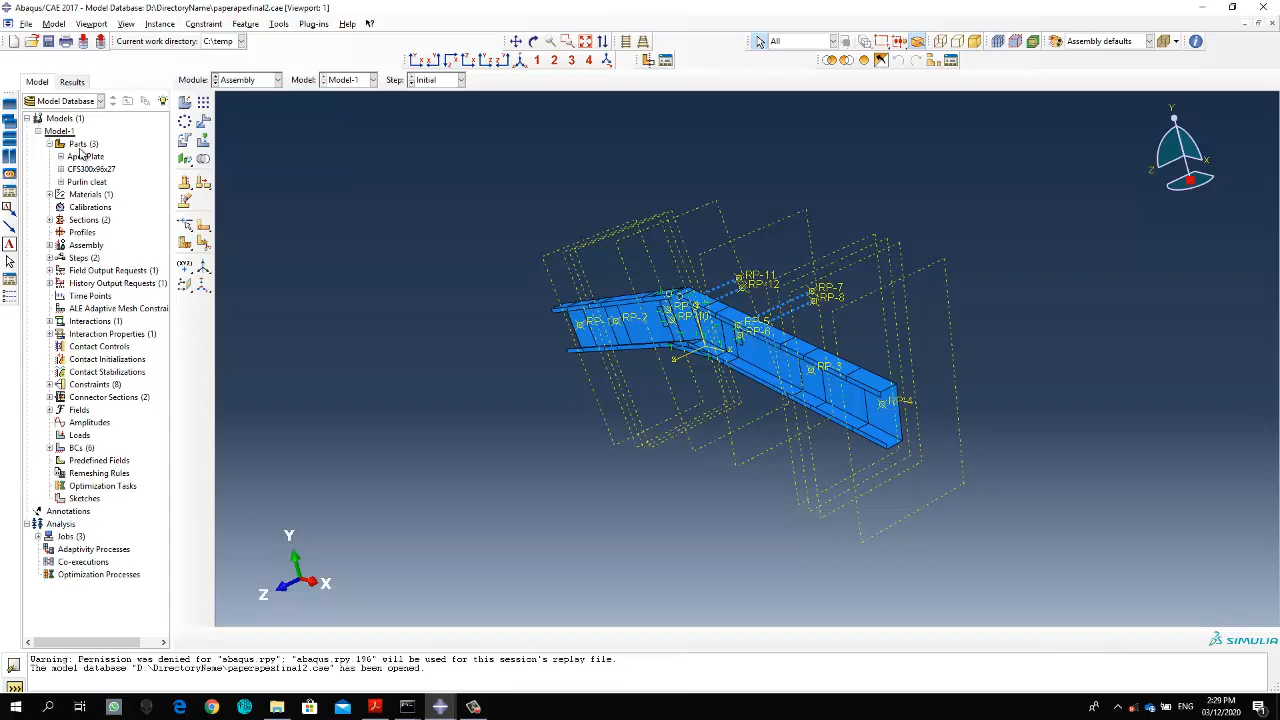 Abaqus/CAE 2019 - Model Database: D:\DirectoryName\paperapexfinal2.cae [Viewport: 1]
File Model Viewport View Instance Constraint Feature Tools Plug-ins Help
Current work directory: C:\temp
All
Assembly defaults
1 2 3 4
Model Results
Module: Assembly Model: Model-1 Step: Initial
Model Database
Models (1)
Model-1
Parts (3)
Plate
CFS300x96x27
Purlin cleat
Materials (1)
Calibrations
Sections (2)
Profiles
Assembly
Steps (2)
Field Output Requests (1)
History Output Requests (1)
Time Points
ALE Adaptive Mesh Constrai
Interactions (1)
Interaction Properties (1)
Contact Controls
Contact Initializations
Contact Stabilizations
Constraints (8)
Connector Sections (2)
Fields
Amplitudes
Loads
BCs (6)
Predefined Fields
Remeshing Rules
Optimization Tasks
Sketches
Annotations
Analysis
Jobs (3)
Adaptivity Processes
Co-executions
Optimization Processes
Y
X
Z
RP-11
RP-12
RP-7
RP-8
RP-9
RP-10
RP-1
RP-2
RP-5
RP-6
RP-3
RP-4
Y
Z
X
SIMULIA
Warning: Permission was denied for "abaqus.rpy"; "abaqus.rpy.196" will be used for this session's replay file.
The model database "D:\DirectoryName\paperapexfinal2.cae" has been opened.
ENG
2:29 PM
03/12/2020